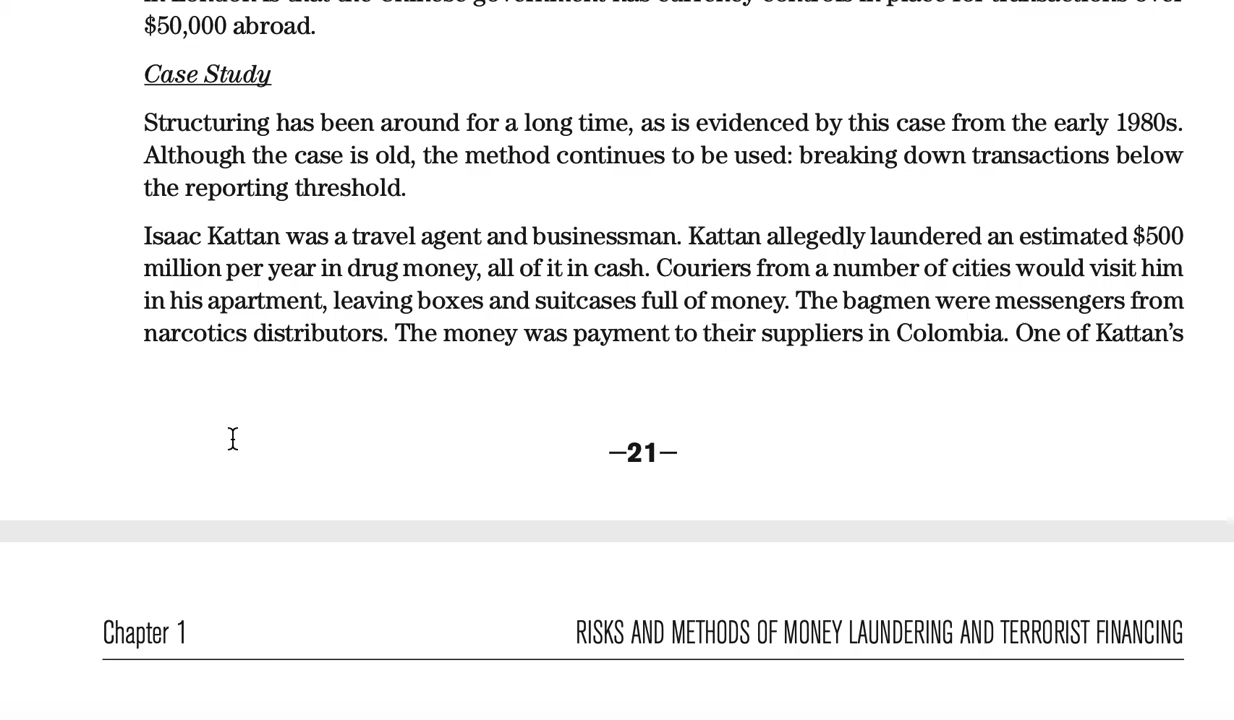 $50,000 abroad.
Case Study
Structuring has been around for a long time, as is evidenced by this case from the early 1980s.
Although the case is old, the method continues to be used: breaking down transactions below
the reporting threshold.
Isaac Kattan was a travel agent and businessman. Kattan allegedly laundered an estimated $500
million per year in drug money, all of it in cash. Couriers from a number of cities would visit him
in his apartment, leaving boxes and suitcases full of money. The bagmen were messengers from
narcotics distributors. The money was payment to their suppliers in Colombia. One of Kattan’s
—21—
Chapter 1
RISKS AND METHODS OF MONEY LAUNDERING AND TERRORIST FINANCING